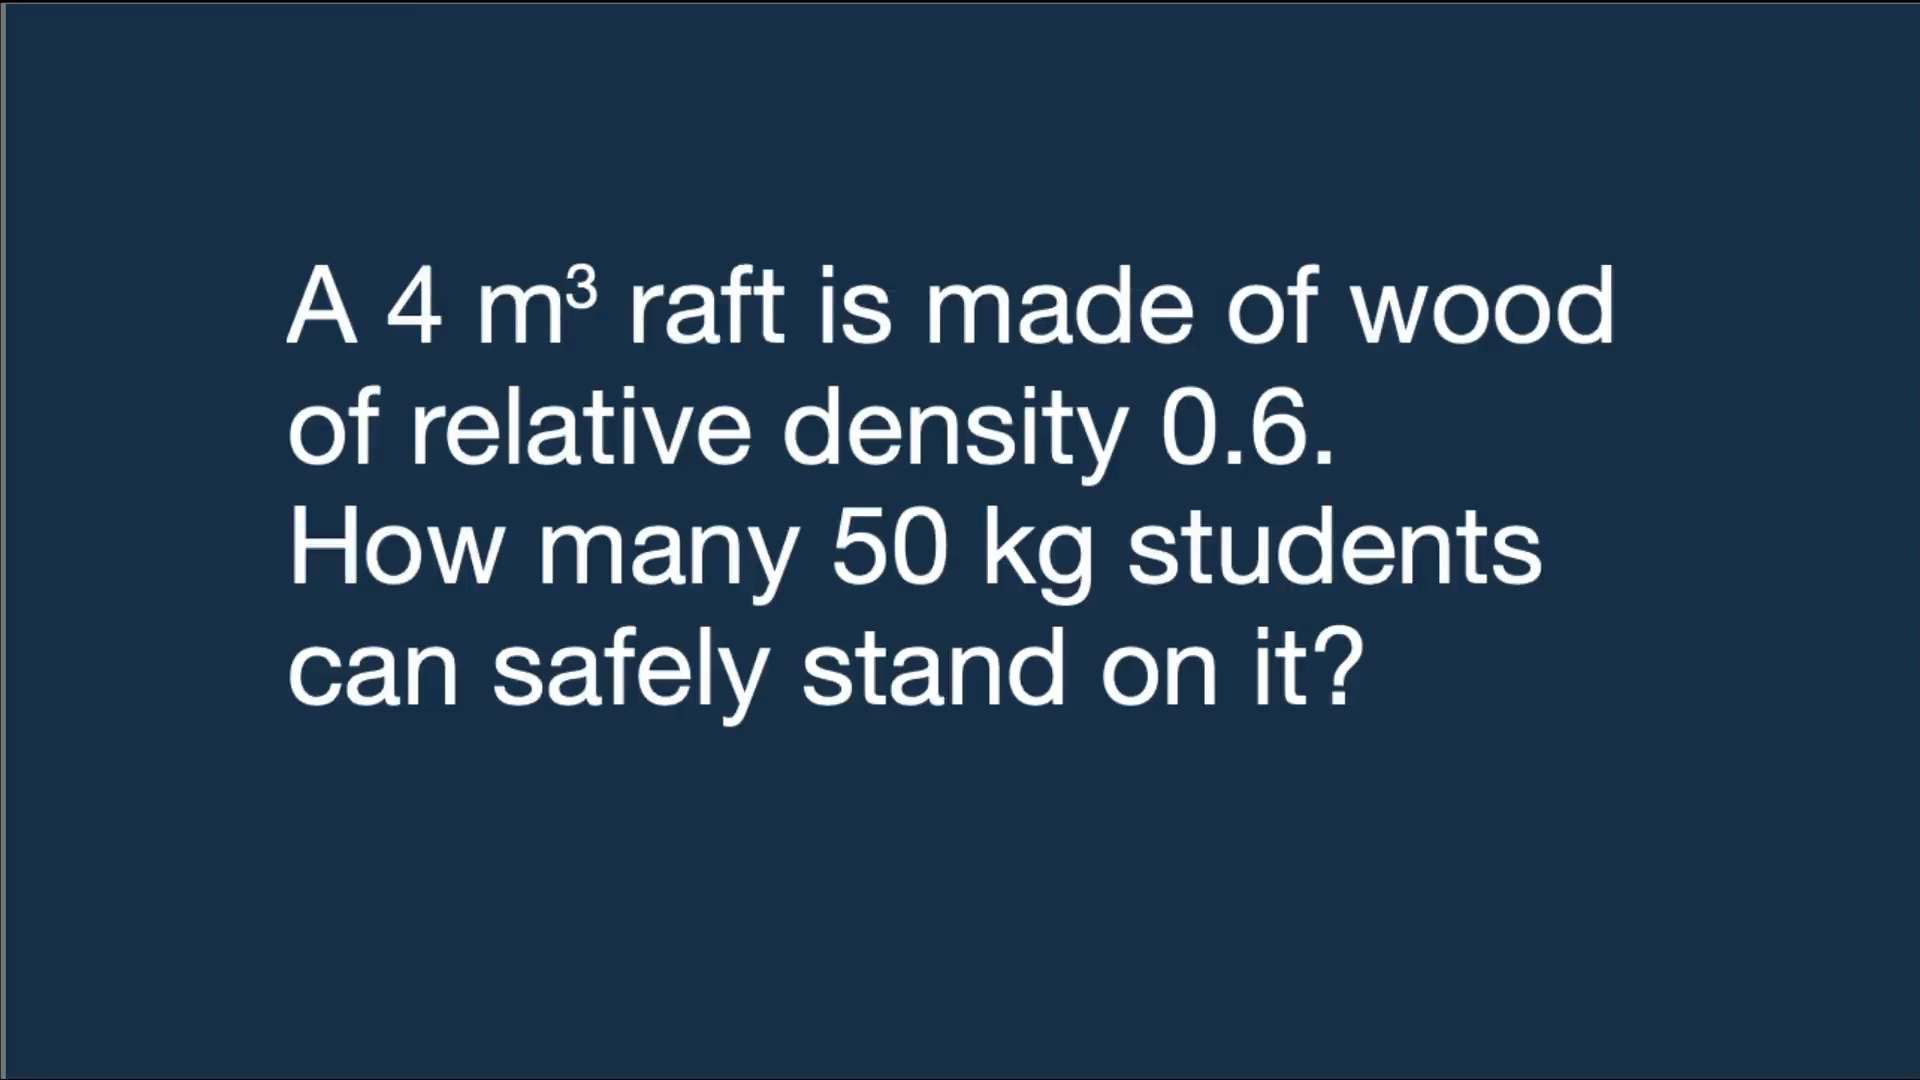 A 4 m³ raft is made of wood
of relative density 0.6.
How many 50 kg students
can safely stand on it?